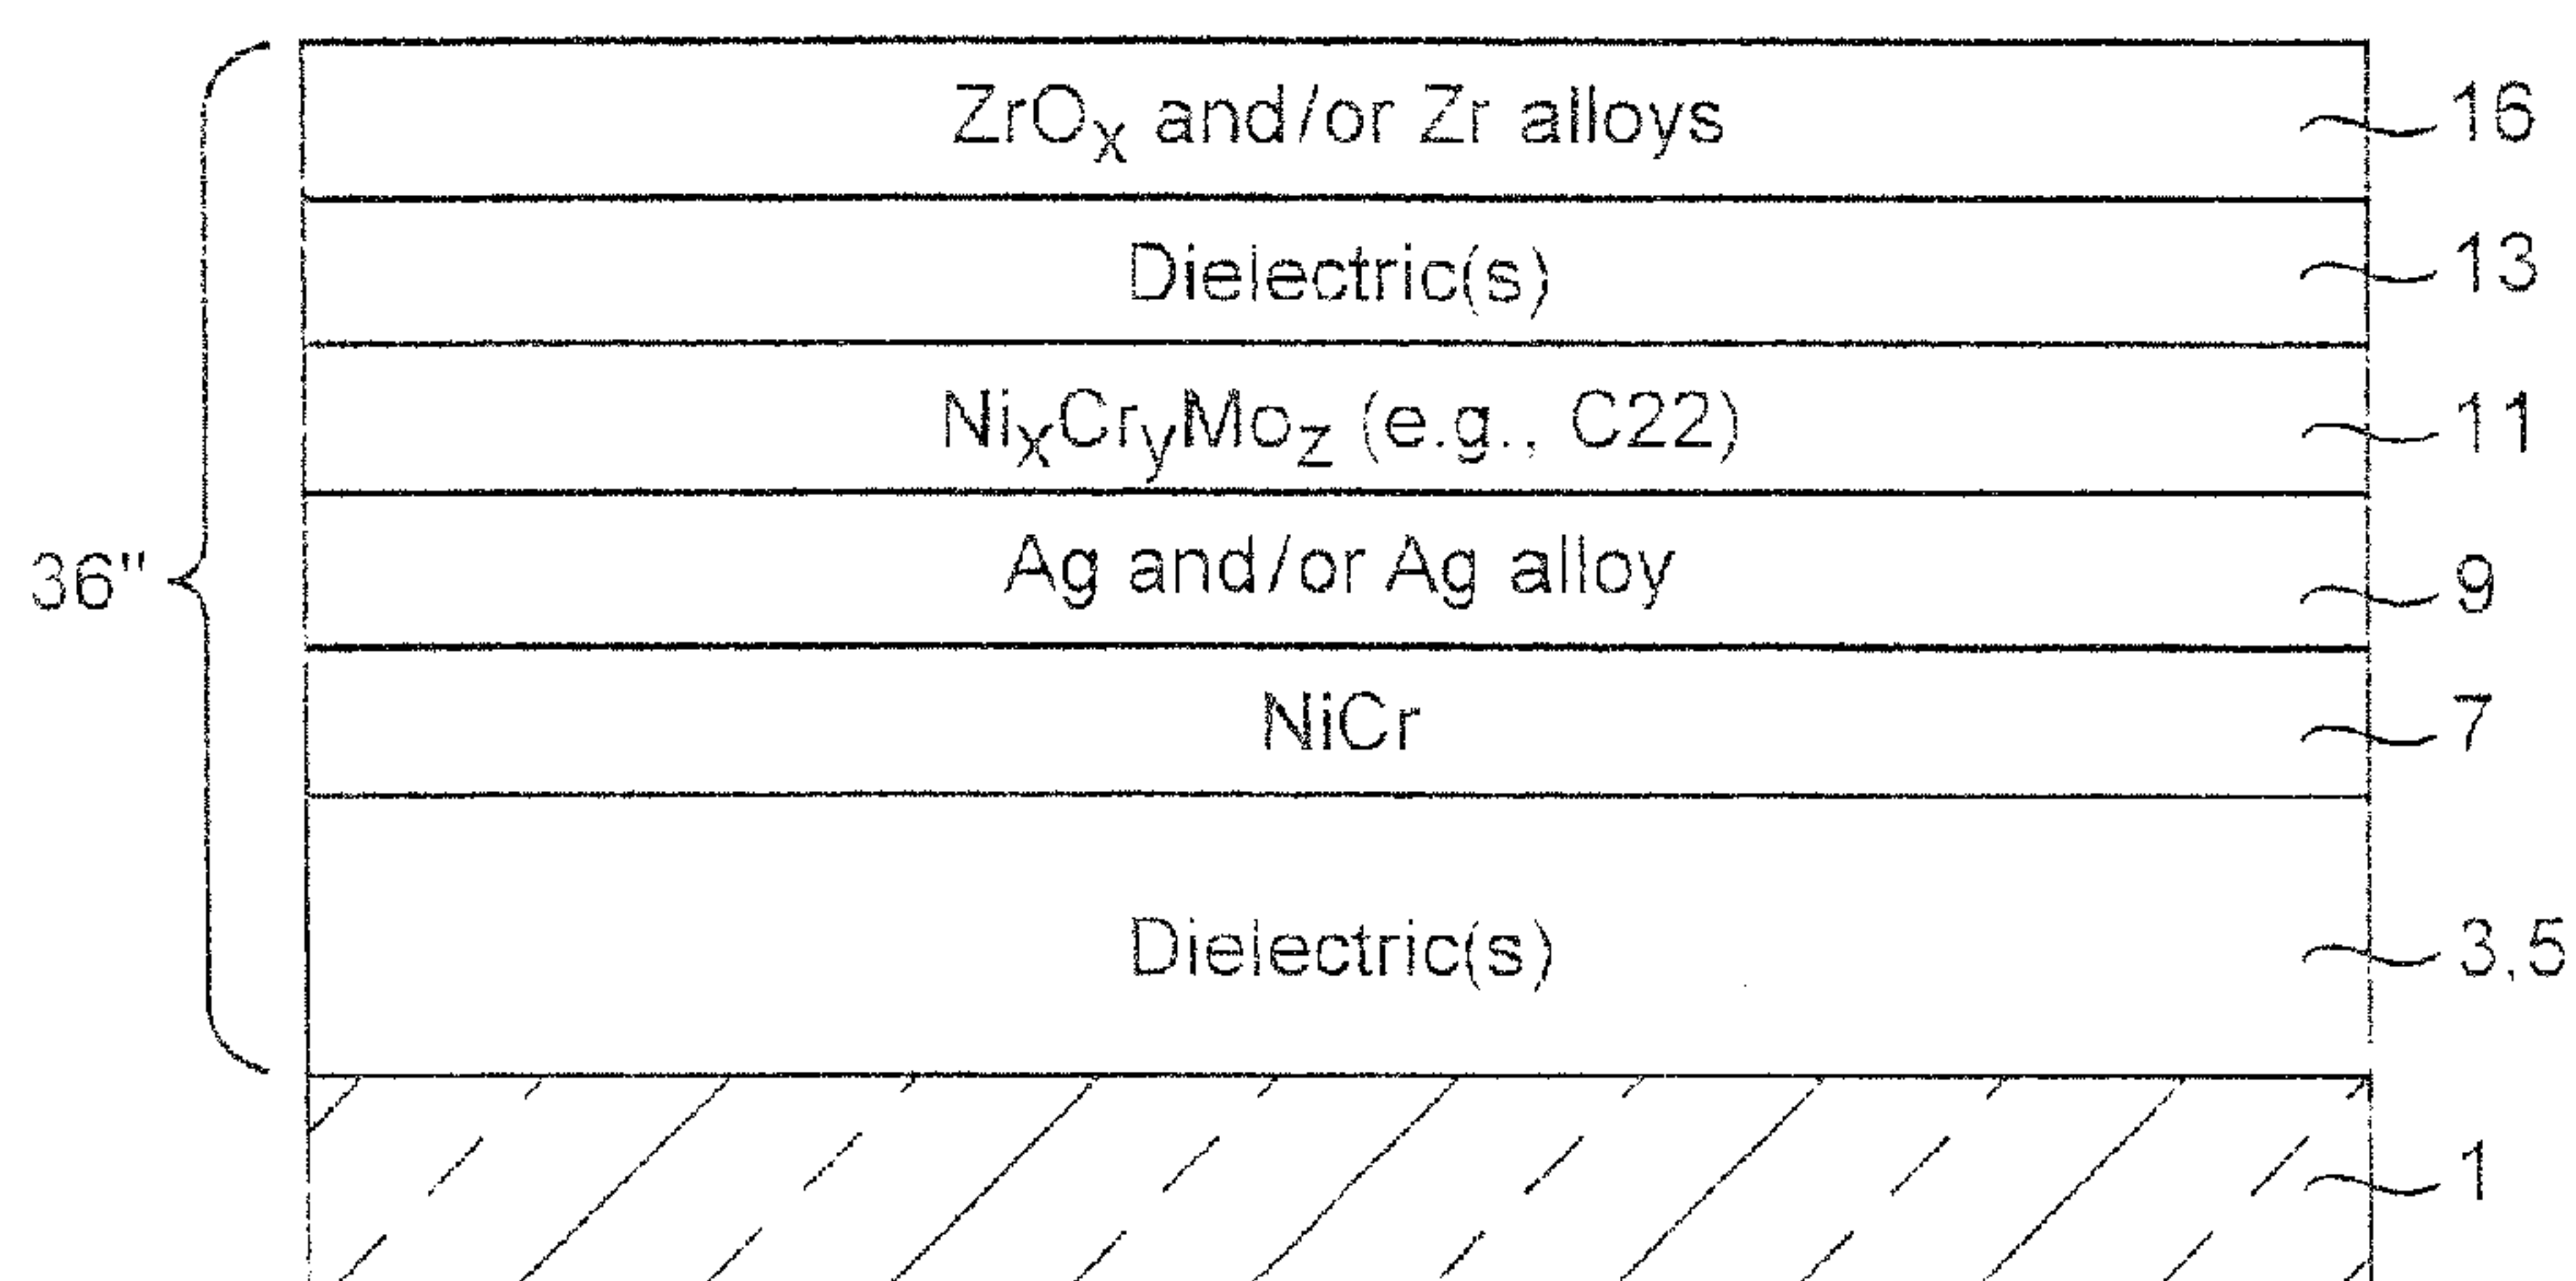 ZrOx and/or Zr alloys 16
Dielectric(s) 13
NixCryMoz (e.g., C22) 11
Ag and/or Ag alloy 9
36"
NiCr 7
Dielectric(s) 3,5
1